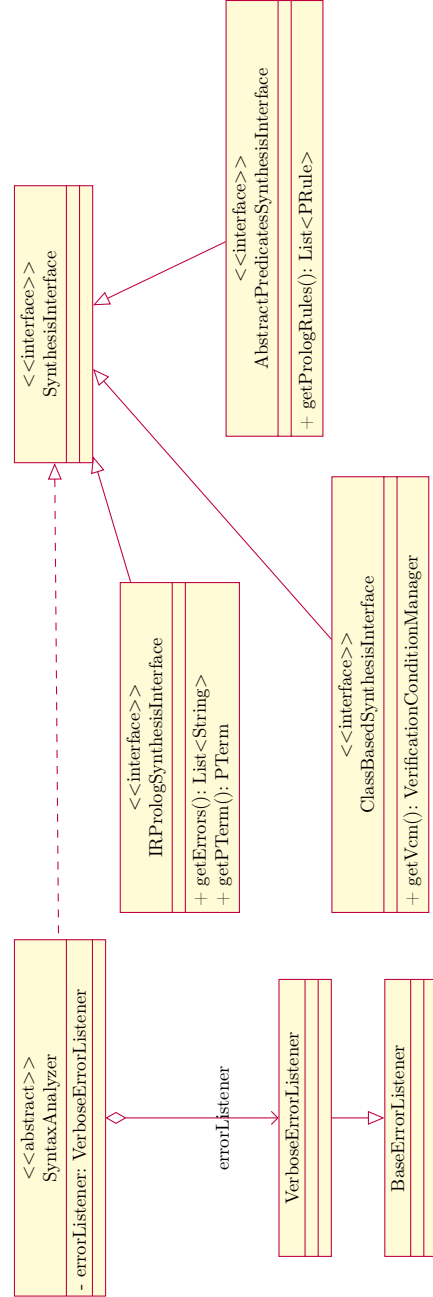 <<abstract>>
SyntaxAnalyzer
- errorListener: VerboseErrorListener
errorListener
VerboseErrorListener
BaseErrorListener
<<interface>>
SynthesisInterface
<<interface>>
IRPrologSynthesisInterface
+ getErrors(): List<String>
+ getPTerm(): PTerm
<<interface>>
ClassBasedSynthesisInterface
+ getVcm(): VerificationConditionManager
<<interface>>
AbstractPredicatesSynthesisInterface
+ getPrologRules(): List<PRule>